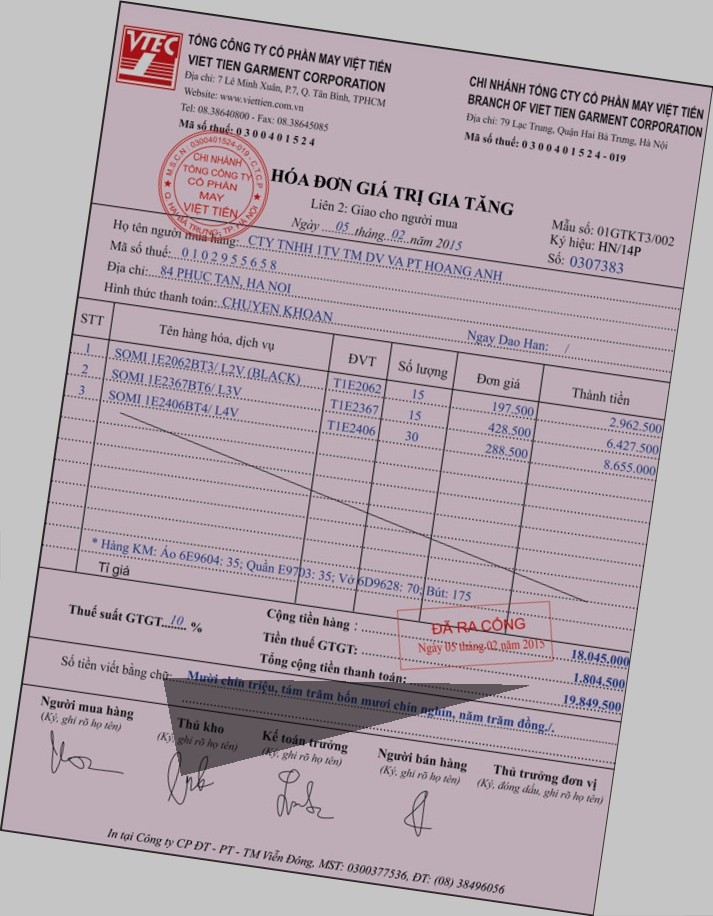 VTEC
TỔNG CÔNG TY CỔ PHẦN MAY VIỆT TIẾN
VIET TIEN GARMENT CORPORATION
Địa chỉ: 7 Lê Minh Xuân, P.7, Q. Tân Bình, TPHCM
Website: www.viettien.com.vn
Tel: 08.38640800 - Fax: 08.38645085
Mã số thuế: 0 3 0 0 4 0 1 5 2 4
CHI NHÁNH TỔNG CTY CỔ PHẦN MAY VIỆT TIẾN
BRANCH OF VIET TIEN GARMENT CORPORATION
Địa chỉ: 79 Lạc Trung, Quận Hai Bà Trưng, Hà Nội
Mã số thuế: 0 3 0 0 4 0 1 5 2 4 - 019
M.S.C.N : 0300401524-019 - C.T.C.P
CHI NHÁNH
TỔNG CÔNG TY
CỔ PHẦN
MAY
VIỆT TIẾN
Q. HAI BÀ TRƯNG, TP. HÀ NỘI
HÓA ĐƠN GIÁ TRỊ GIA TĂNG
Liên 2: Giao cho người mua
Ngày 05 tháng 02 năm 2015
Mẫu số: 01GTKT3/002
Ký hiệu: HN/14P
Số: 0307383
Họ tên người mua hàng: CTY TNHH 1TV TM DV VA PT HOANG ANH
Mã số thuế: 0 1 0 2 9 5 5 6 5 8
Địa chỉ: 84 PHUC TAN, HA NOI
Hình thức thanh toán: CHUYEN KHOAN
Ngay Dao Han: /
STT Tên hàng hóa, dịch vụ ĐVT Số lượng Đơn giá Thành tiền
1 SOMI 1E2062BT3/ L2V (BLACK) T1E2062 15 197.500 2.962.500
2 SOMI 1E2367BT6/ L3V T1E2367 15 428.500 6.427.500
3 SOMI 1E2406BT4/ L4V T1E2406 30 288.500 8.655.000
* Hàng KM: Áo 6E9604: 35; Quần E9703: 35; Vớ 6D9628: 70; Bút: 175
Tỉ giá
Cộng tiền hàng : 18.045.000
Thuế suất GTGT 10 % Tiền thuế GTGT: 1.804.500
Tổng cộng tiền thanh toán: 19.849.500
ĐÃ RA CỔNG
Ngày 05 tháng 02 năm 2015
Số tiền viết bằng chữ: Mười chín triệu, tám trăm bốn mươi chín nghìn, năm trăm đồng./.
Người mua hàng Thủ kho Kế toán trưởng Người bán hàng Thủ trưởng đơn vị
(Ký, ghi rõ họ tên) (Ký, ghi rõ họ tên) (Ký, ghi rõ họ tên) (Ký, ghi rõ họ tên) (Ký, đóng dấu, ghi rõ họ tên)
In tại Công ty CP ĐT - PT - TM Viễn Đông, MST: 0300377536, ĐT: (08) 38496056